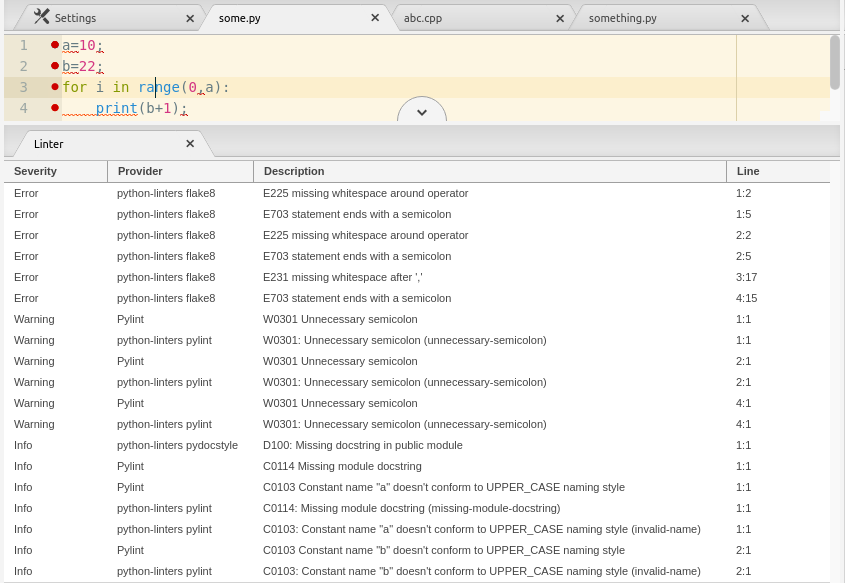 Settings some.py abc.cpp something.py
1 a=10;
2 b=22;
3 for i in range(0,a):
4 print(b+1);
Linter
Severity Provider Description Line
Error python-linters flake8 E225 missing whitespace around operator 1:2
Error python-linters flake8 E703 statement ends with a semicolon 1:5
Error python-linters flake8 E225 missing whitespace around operator 2:2
Error python-linters flake8 E703 statement ends with a semicolon 2:5
Error python-linters flake8 E231 missing whitespace after ',' 3:17
Error python-linters flake8 E703 statement ends with a semicolon 4:15
Warning Pylint W0301 Unnecessary semicolon 1:1
Warning python-linters pylint W0301: Unnecessary semicolon (unnecessary-semicolon) 1:1
Warning Pylint W0301 Unnecessary semicolon 2:1
Warning python-linters pylint W0301: Unnecessary semicolon (unnecessary-semicolon) 2:1
Warning Pylint W0301 Unnecessary semicolon 4:1
Warning python-linters pylint W0301: Unnecessary semicolon (unnecessary-semicolon) 4:1
Info python-linters pydocstyle D100: Missing docstring in public module 1:1
Info Pylint C0114 Missing module docstring 1:1
Info Pylint C0103 Constant name "a" doesn't conform to UPPER_CASE naming style 1:1
Info python-linters pylint C0114: Missing module docstring (missing-module-docstring) 1:1
Info python-linters pylint C0103: Constant name "a" doesn't conform to UPPER_CASE naming style (invalid-name) 1:1
Info Pylint C0103 Constant name "b" doesn't conform to UPPER_CASE naming style 2:1
Info python-linters pylint C0103: Constant name "b" doesn't conform to UPPER_CASE naming style (invalid-name) 2:1